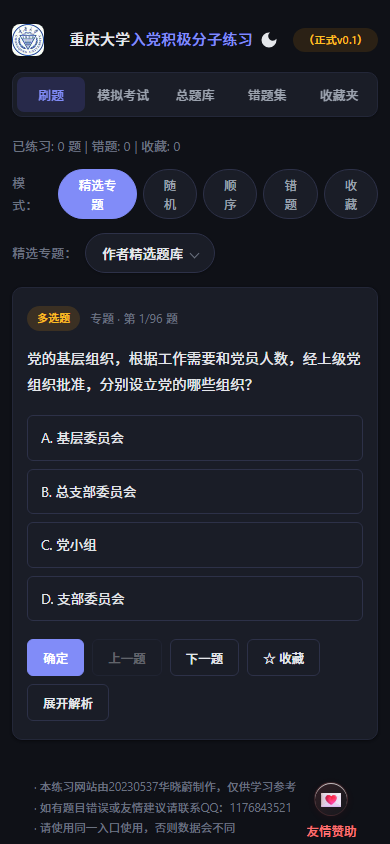 重庆大学入党积极分子练习 （正式v0.1）
刷题 模拟考试 总题库 错题集 收藏夹
已练习: 0 题 | 错题: 0 | 收藏: 0
模式： 精选专题 随机 顺序 错题 收藏
精选专题： 作者精选题库
多选题 专题 · 第 1/96 题
党的基层组织，根据工作需要和党员人数，经上级党
组织批准，分别设立党的哪些组织？
A. 基层委员会
B. 总支部委员会
C. 党小组
D. 支部委员会
确定 上一题 下一题 ☆ 收藏
展开解析
· 本练习网站由20230537华晓蔚制作，仅供学习参考
· 如有题目错误或友情建议请联系QQ：1176843521
· 请使用同一入口使用，否则数据会不同
友情赞助